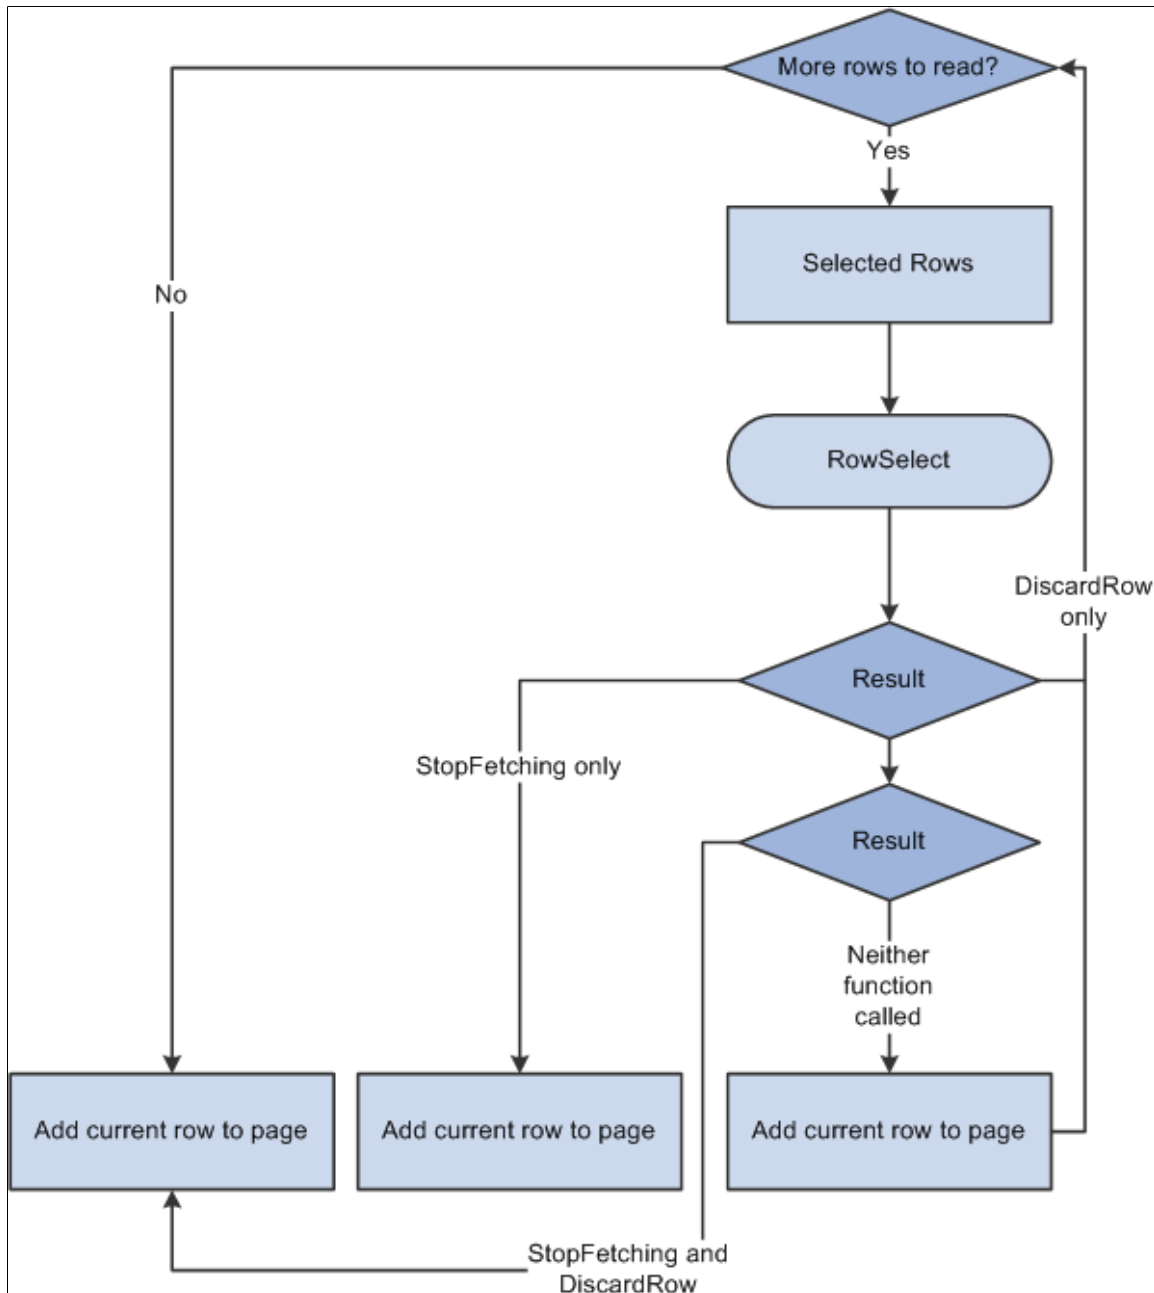 More rows to read?
Yes
Selected Rows
No
RowSelect
DiscardRow
only
Result
StopFetching only
Result
Neither
function
called
Add current row to page
Add current row to page
Add current row to page
StopFetching and
DiscardRow